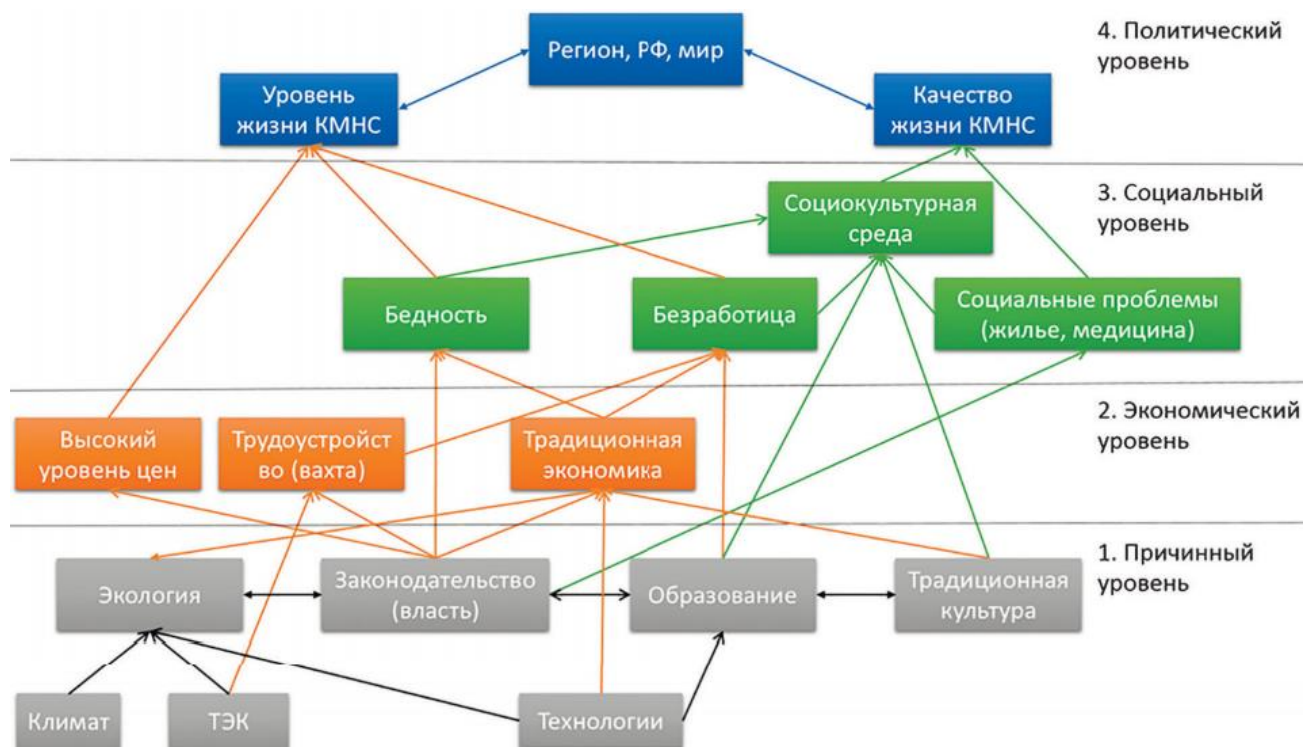 Регион, РФ, мир
4. Политический
уровень
Уровень
жизни КМНС
Качество
жизни КМНС
Социокультурная
среда
3. Социальный
уровень
Бедность
Безработица
Социальные проблемы
(жилье, медицина)
Высокий
уровень цен
Трудоустройст
во (вахта)
Традиционная
экономика
2. Экономический
уровень
Экология
Законодательство
(власть)
Образование
Традиционная
культура
1. Причинный
уровень
Климат
ТЭК
Технологии